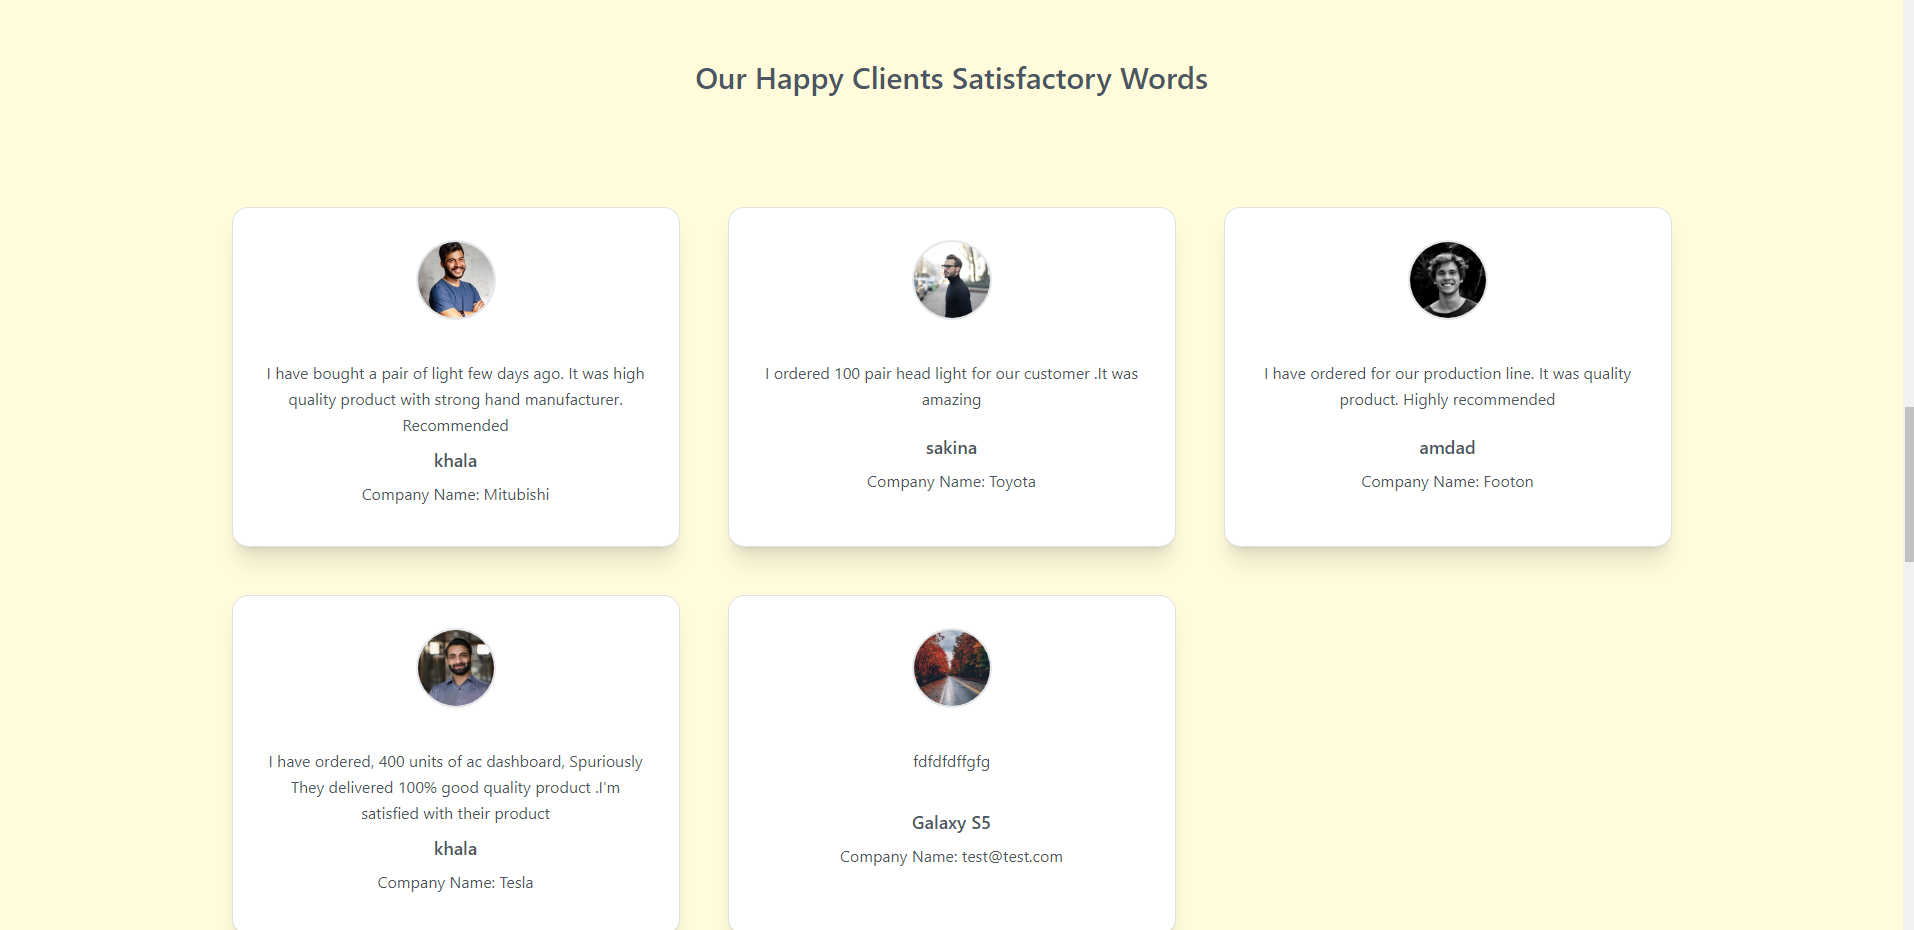 Our Happy Clients Satisfactory Words
I have bought a pair of light few days ago. It was high
quality product with strong hand manufacturer.
Recommended
khala
Company Name: Mitubishi
I ordered 100 pair head light for our customer .It was
amazing
sakina
Company Name: Toyota
I have ordered for our production line. It was quality
product. Highly recommended
amdad
Company Name: Footon
I have ordered, 400 units of ac dashboard, Spuriously
They delivered 100% good quality product .I'm
satisfied with their product
khala
Company Name: Tesla
fdfdfdffgfg
Galaxy S5
Company Name: test@test.com